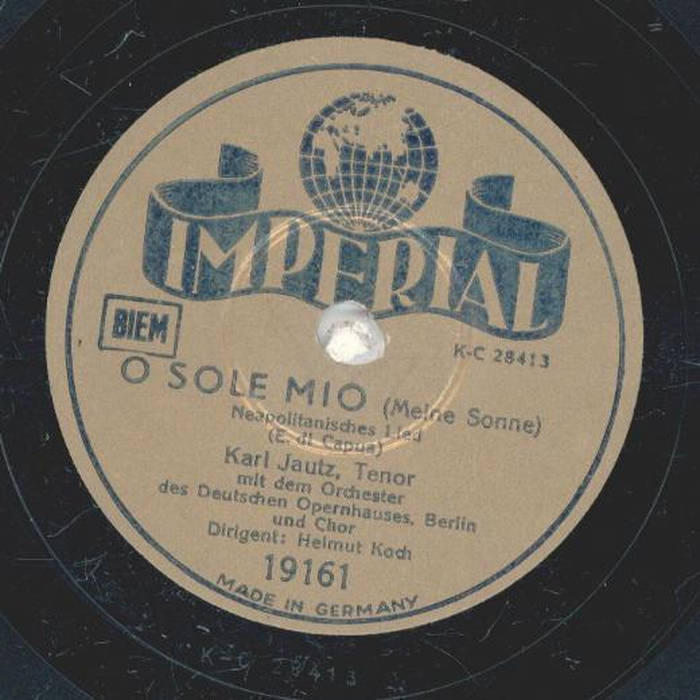 IMPERIAL
BIEM
K-C 28413
O SOLE MIO (Meine Sonne)
Neapolitanisches Lied
(E. di Capua)
Karl Jautz, Tenor
mit dem Orchester
des Deutschen Opernhauses, Berlin
und Chor
Dirigent: Helmut Koch
19161
MADE IN GERMANY
K-C 28413